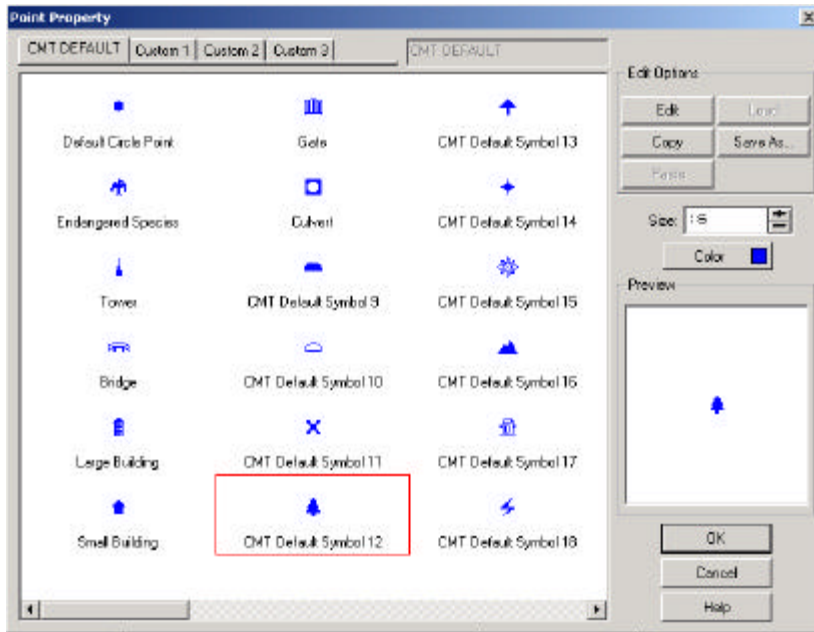 Point Property
CMT DEFAULT Custom 1 Custom 2 Custom 3 CMT DEFAULT
Edit Options
Edit Load
Copy Save As...
Paste
Size: 16
Color
Preview
Default Circle Point Gate CMT Default Symbol 13
Endangered Species Culvert CMT Default Symbol 14
Tower CMT Default Symbol 9 CMT Default Symbol 15
Bridge CMT Default Symbol 10 CMT Default Symbol 16
Large Building CMT Default Symbol 11 CMT Default Symbol 17
Small Building CMT Default Symbol 12 CMT Default Symbol 18
OK
Cancel
Help